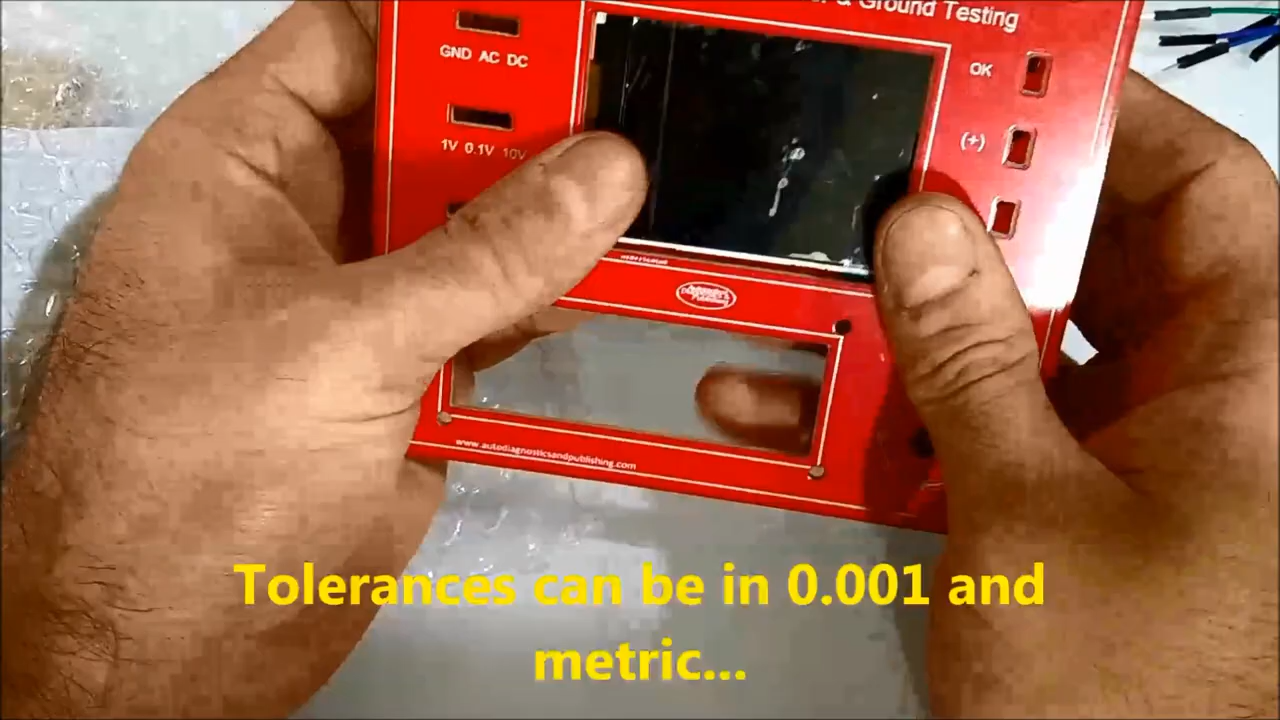 & Ground Testing
GND AC DC
OK
(+)
1V 0.1V 10V
www.autodiagnosticsandpublishing.com
Tolerances can be in 0.001 and
metric...